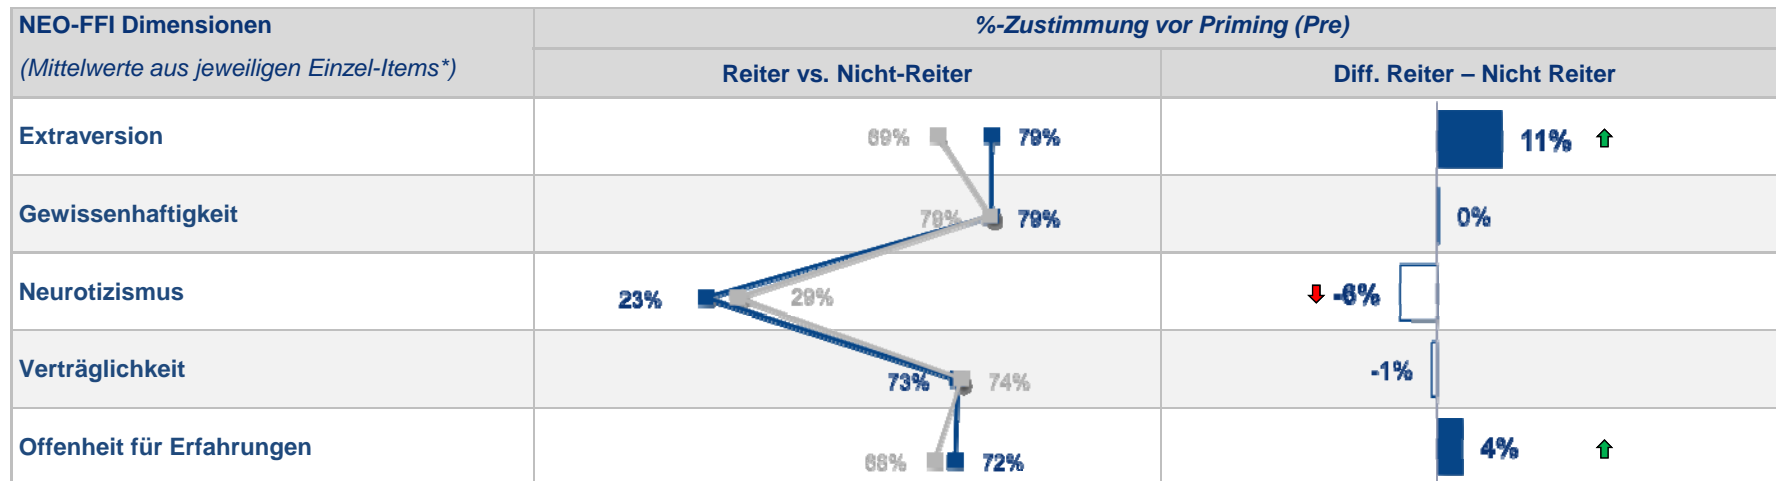 NEO-FFI Dimensionen
(Mittelwerte aus jeweiligen Einzel-Items*)
%-Zustimmung vor Priming (Pre)
Reiter vs. Nicht-Reiter
Diff. Reiter – Nicht Reiter
Extraversion
69%
79%
11%
Gewissenhaftigkeit
79%
79%
0%
Neurotizismus
23%
29%
-6%
Verträglichkeit
73%
74%
-1%
Offenheit für Erfahrungen
68%
72%
4%